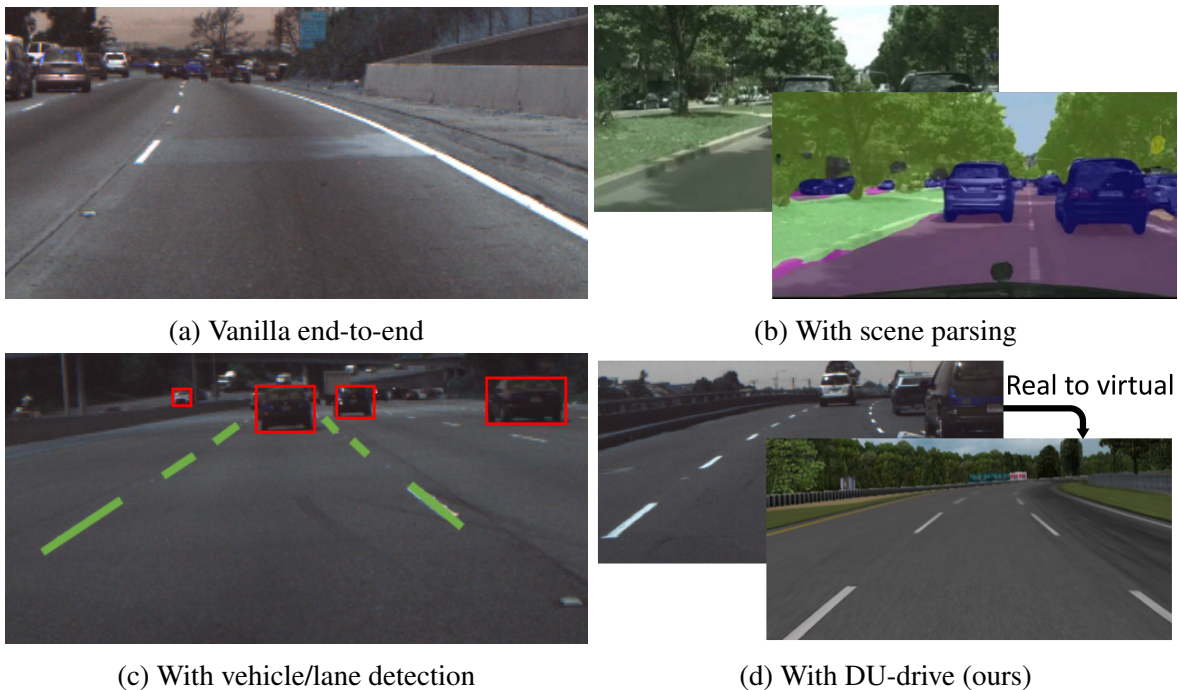 (a) Vanilla end-to-end
(b) With scene parsing
Real to virtual
(c) With vehicle/lane detection
(d) With DU-drive (ours)